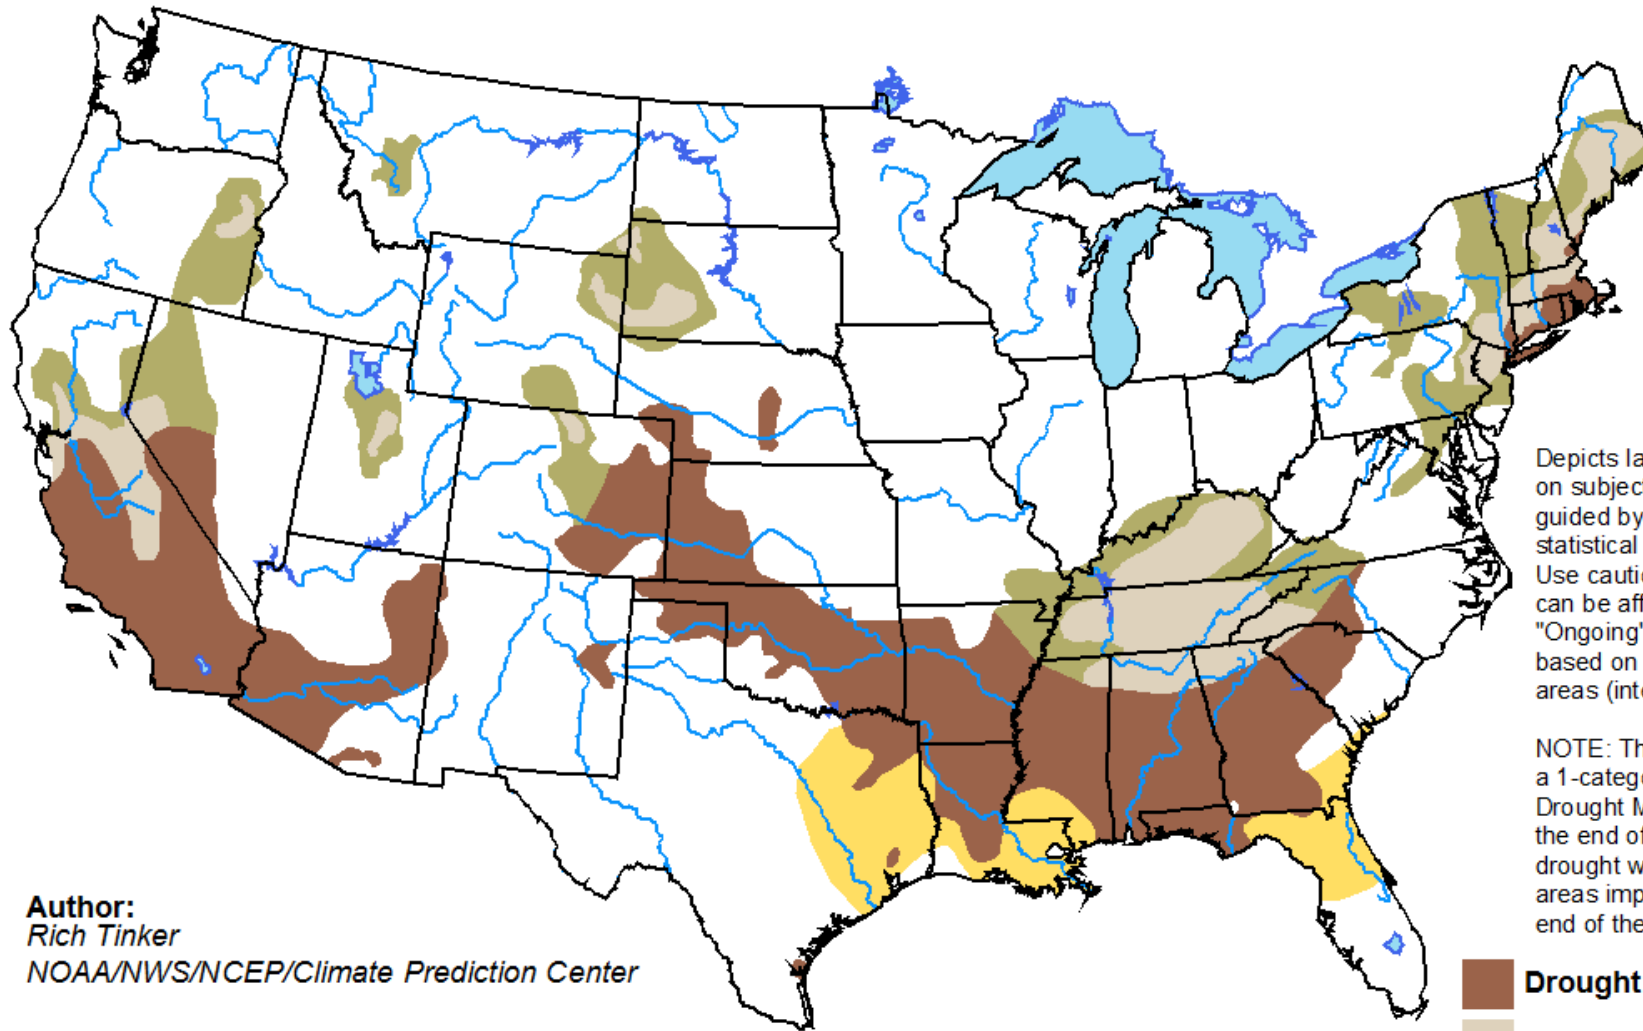 Depicts la
on subjec
guided by
statistical
Use cautio
can be aff
"Ongoing"
based on
areas (inte
NOTE: Th
a 1-catego
Drought M
the end of
drought w
areas imp
end of the
Author:
Rich Tinker
NOAA/NWS/NCEP/Climate Prediction Center
Drought